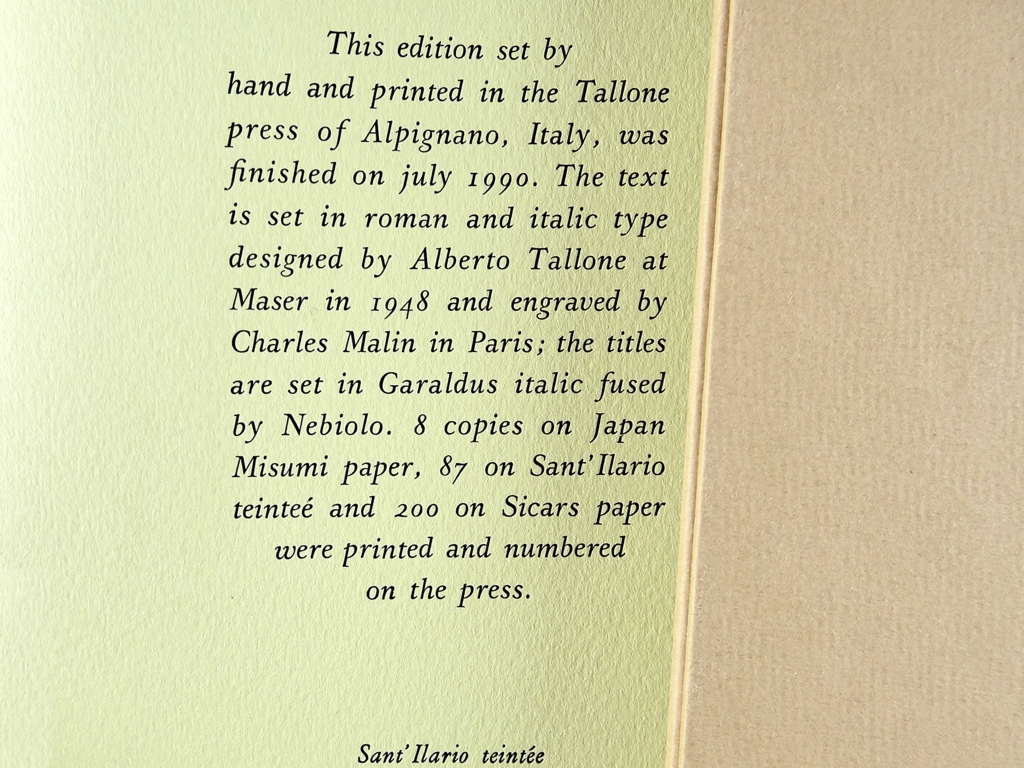 This edition set by
hand and printed in the Tallone
press of Alpignano, Italy, was
finished on july 1990. The text
is set in roman and italic type
designed by Alberto Tallone at
Maser in 1948 and engraved by
Charles Malin in Paris; the titles
are set in Garaldus italic fused
by Nebiolo. 8 copies on Japan
Misumi paper, 87 on Sant'Ilario
teinteé and 200 on Sicars paper
were printed and numbered
on the press.
Sant'Ilario teintée